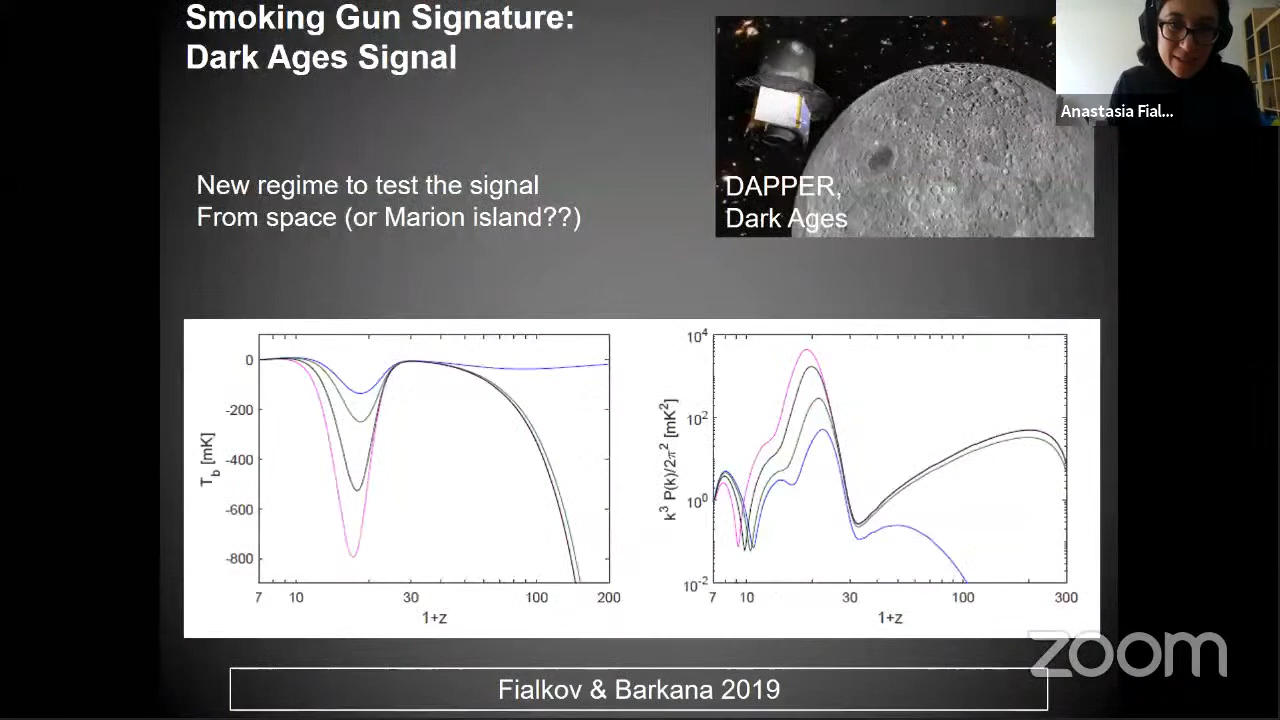 Smoking Gun Signature:
Dark Ages Signal
Anastasia Fial...
New regime to test the signal
From space (or Marion island??)
DAPPER,
Dark Ages
0
-200
-400
-600
-800
T_b [mK]
7 10 30 100 200
1+z
10^4
10^2
10^0
10^-2
k^3 P(k)/2π^2 [mK^2]
7 10 30 100 300
1+z
zoom
Fialkov & Barkana 2019